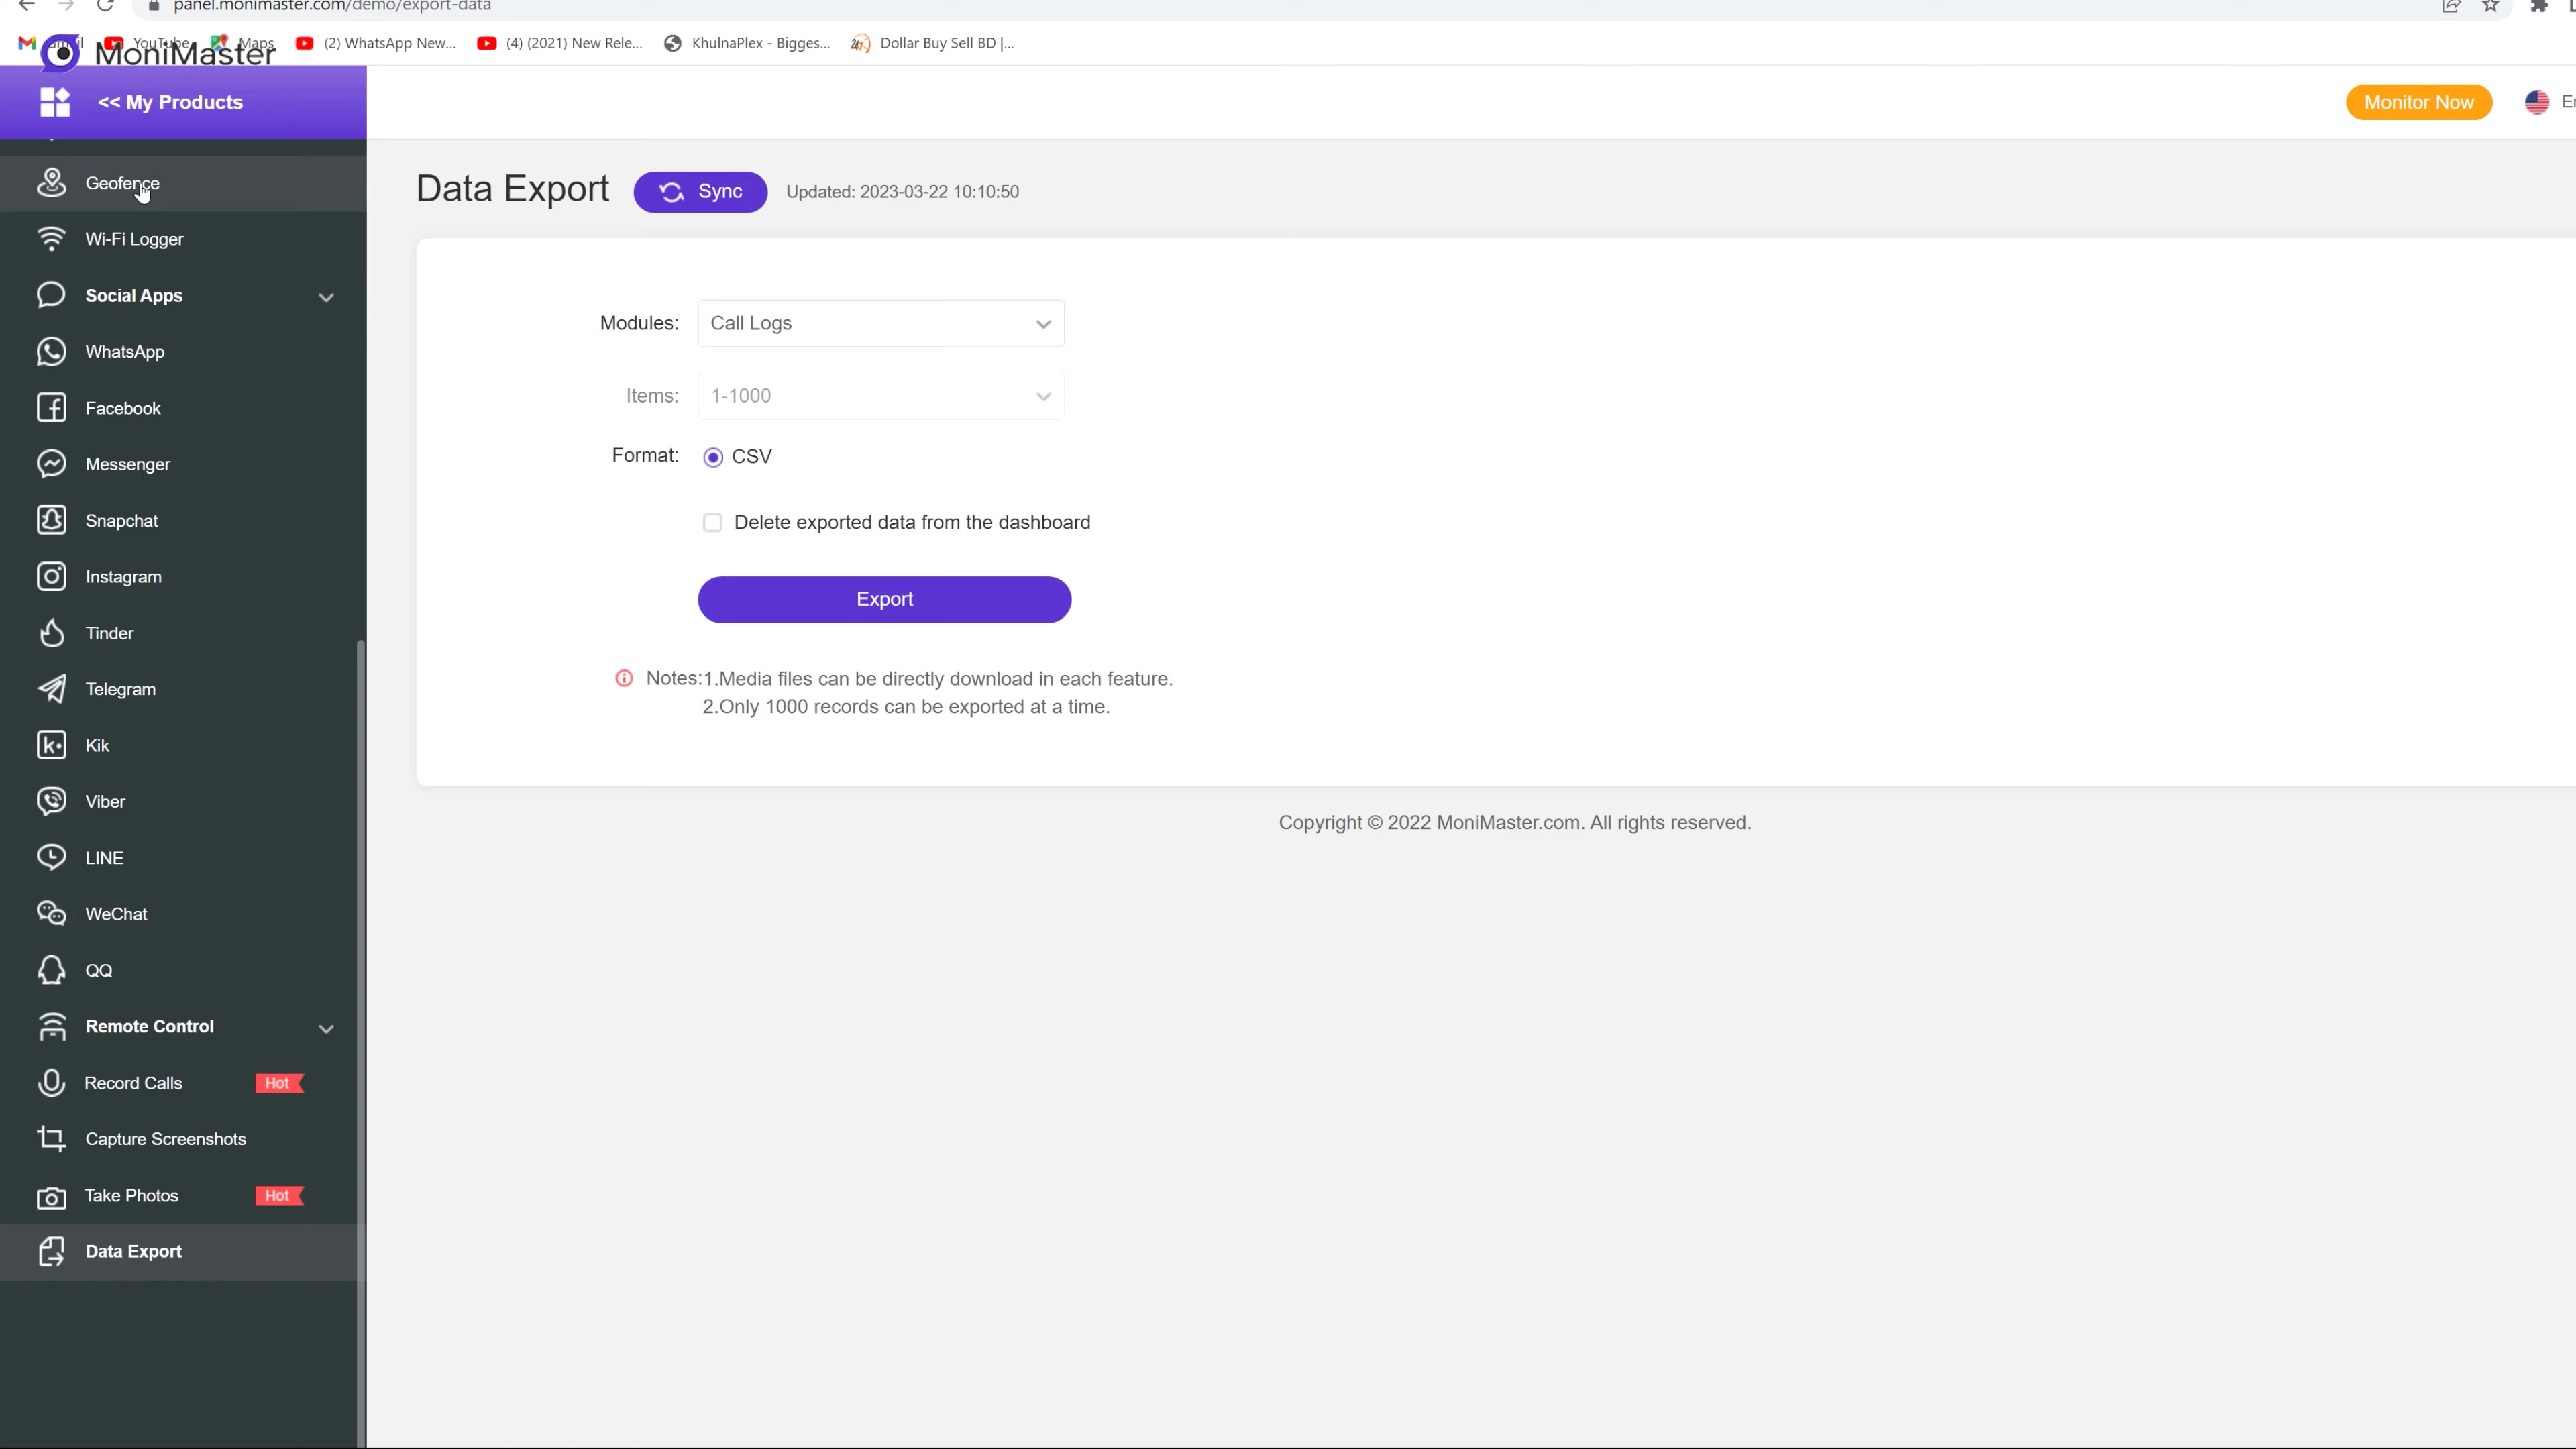 panel.monimaster.com/demo/export-data
YouTube
Maps
(2) WhatsApp New...
(4) (2021) New Rele...
KhulnaPlex - Bigges...
Dollar Buy Sell BD |...
MoniMaster
<< My Products
Monitor Now
Geofence
Wi-Fi Logger
Social Apps
WhatsApp
Facebook
Messenger
Snapchat
Instagram
Tinder
Telegram
Kik
Viber
LINE
WeChat
QQ
Remote Control
Record Calls Hot
Capture Screenshots
Take Photos Hot
Data Export
Data Export
Sync
Updated: 2023-03-22 10:10:50
Modules: Call Logs
Items: 1-1000
Format: CSV
Delete exported data from the dashboard
Export
Notes:1.Media files can be directly download in each feature.
2.Only 1000 records can be exported at a time.
Copyright © 2022 MoniMaster.com. All rights reserved.